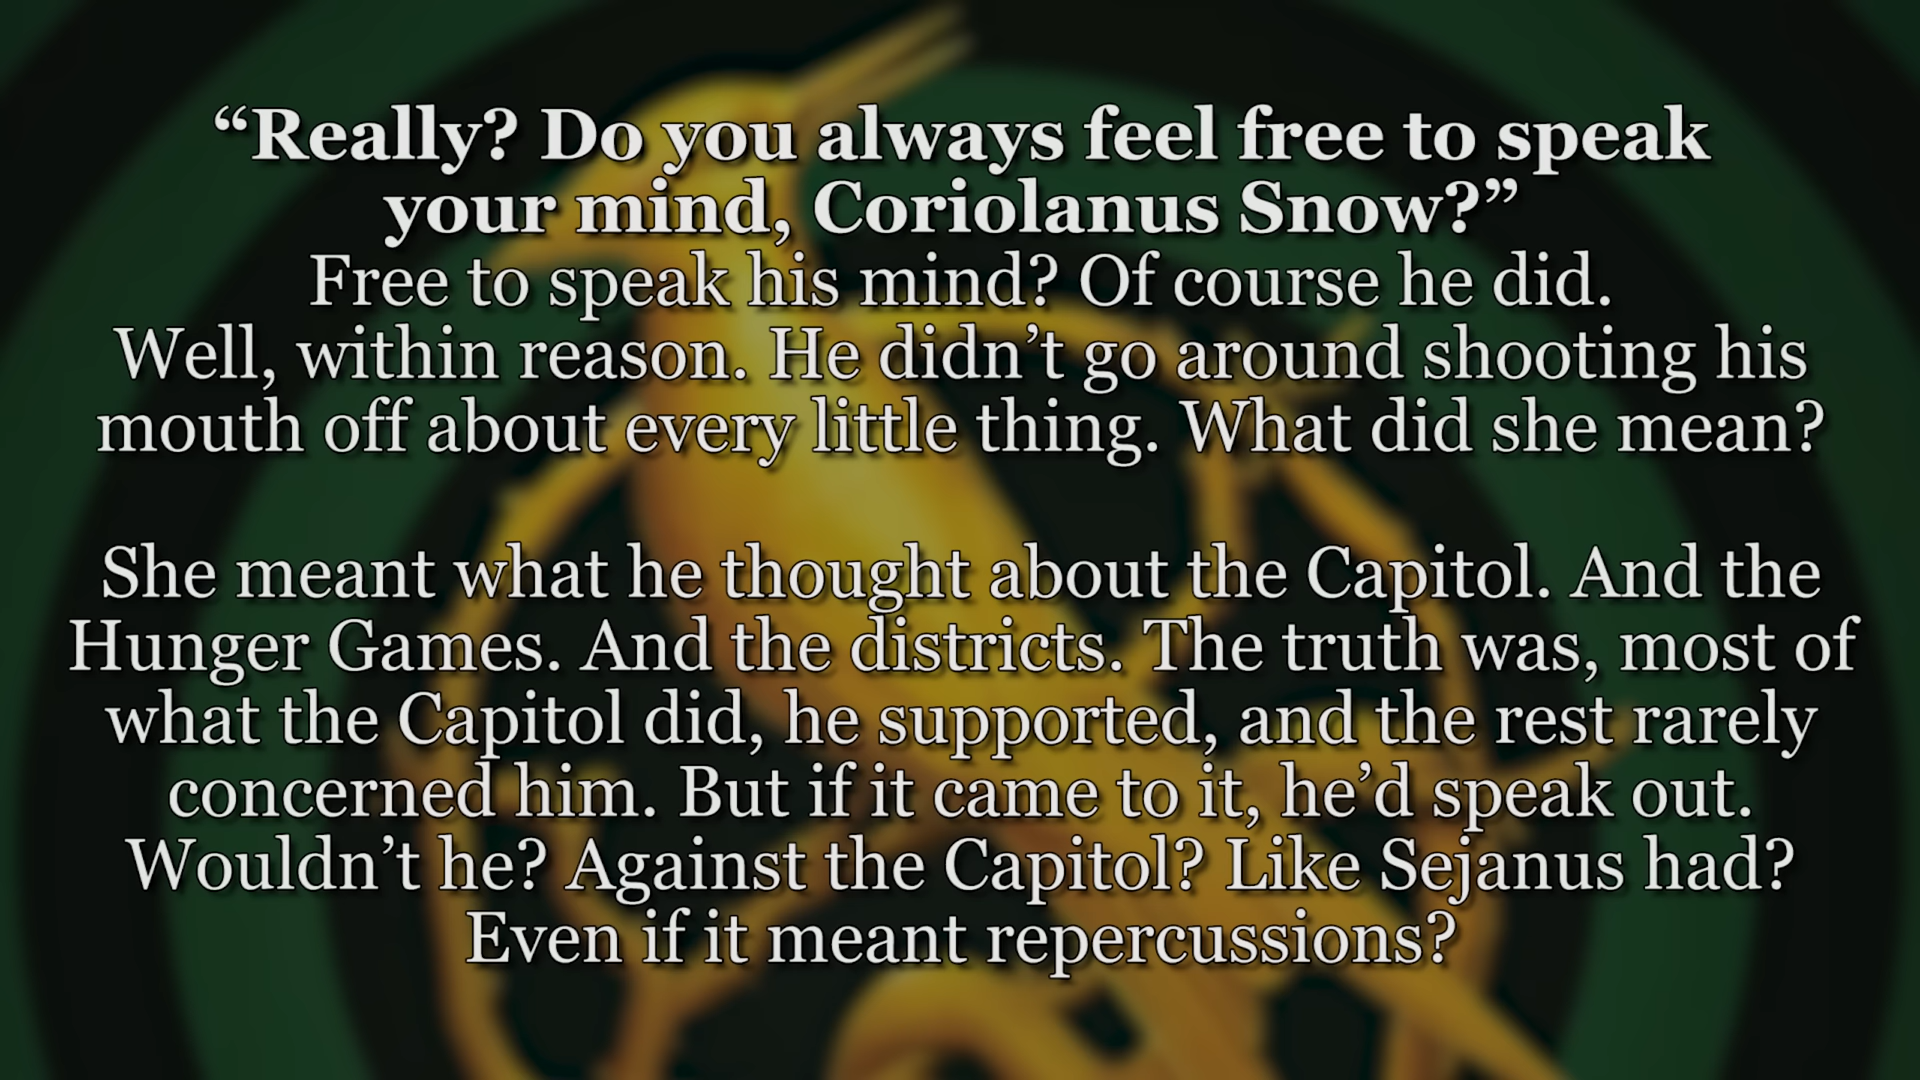 “Really? Do you always feel free to speak
your mind, Coriolanus Snow?”
Free to speak his mind? Of course he did.
Well, within reason. He didn’t go around shooting his
mouth off about every little thing. What did she mean?
She meant what he thought about the Capitol. And the
Hunger Games. And the districts. The truth was, most of
what the Capitol did, he supported, and the rest rarely
concerned him. But if it came to it, he’d speak out.
Wouldn’t he? Against the Capitol? Like Sejanus had?
Even if it meant repercussions?